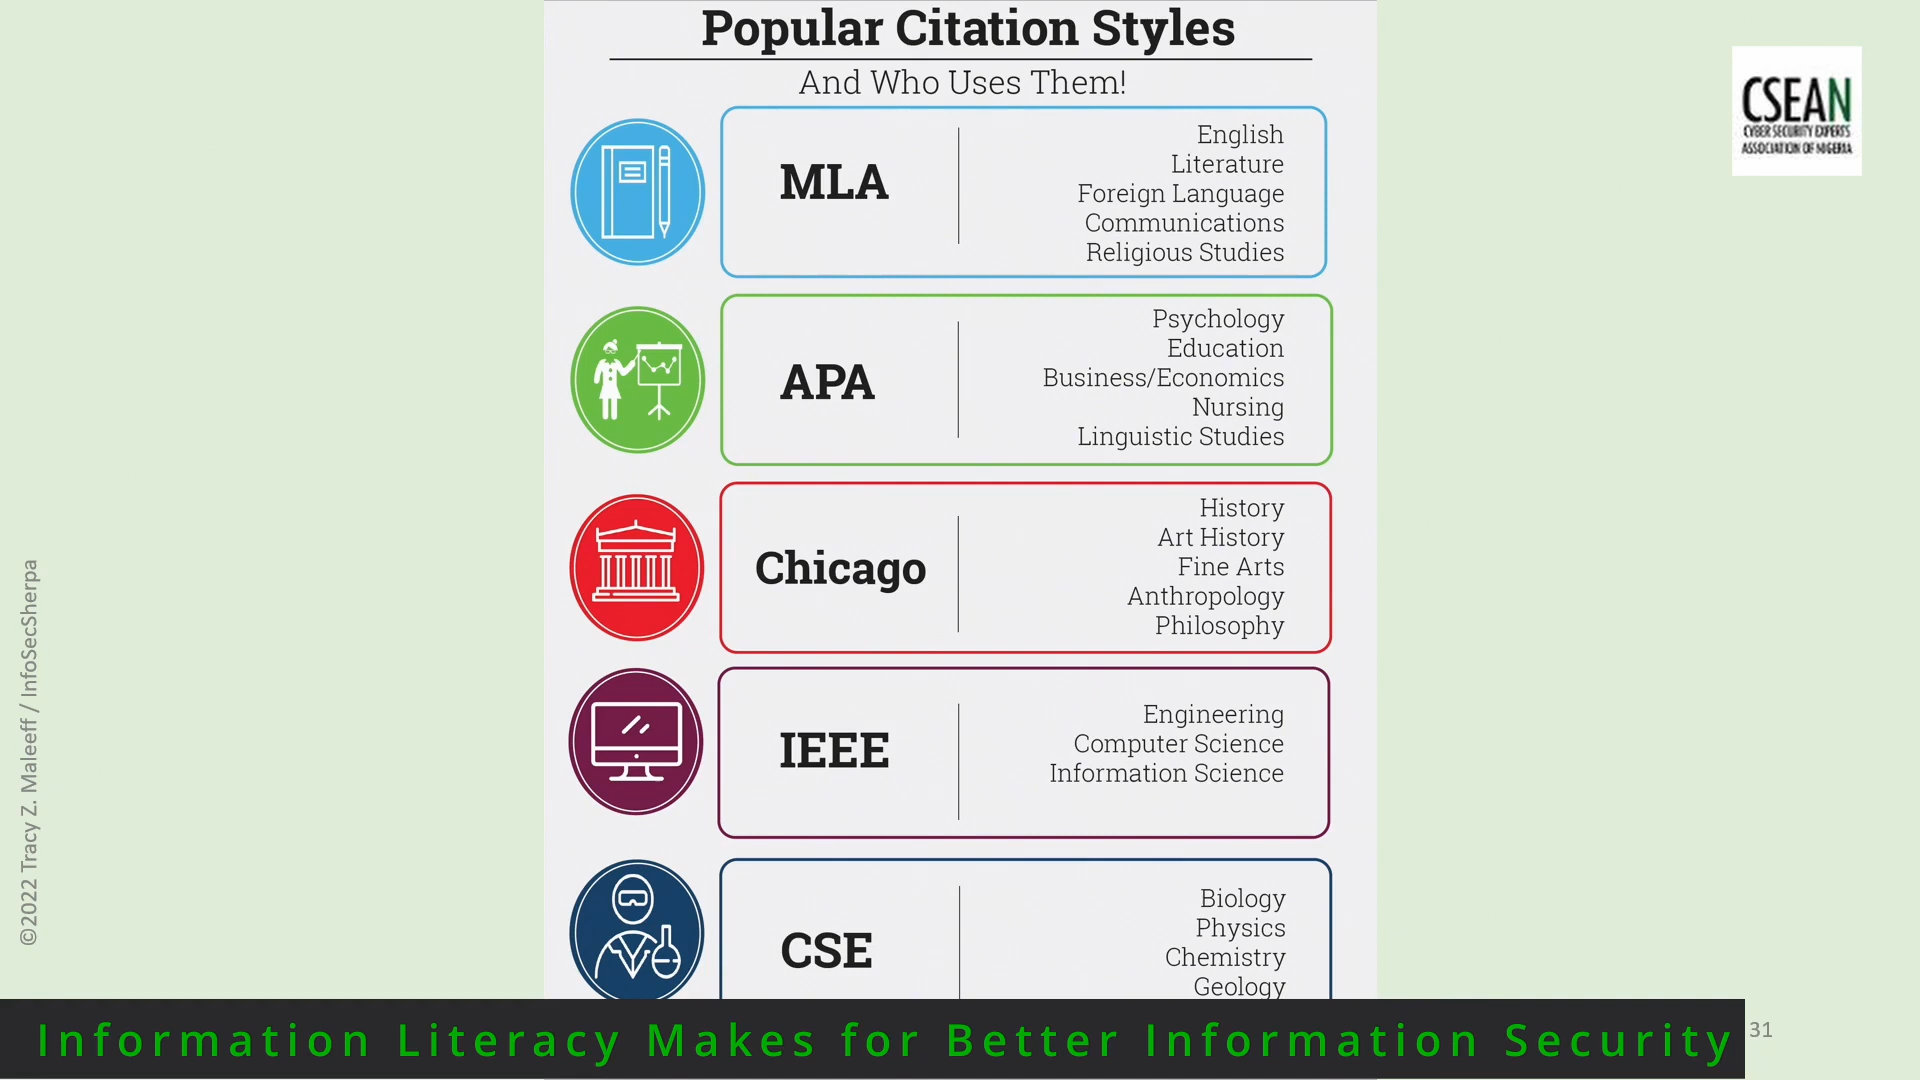 Popular Citation Styles
And Who Uses Them!
CSEAN
CYBER SECURITY EXPERTS
ASSOCIATION OF NIGERIA
MLA
English
Literature
Foreign Language
Communications
Religious Studies
APA
Psychology
Education
Business/Economics
Nursing
Linguistic Studies
Chicago
History
Art History
Fine Arts
Anthropology
Philosophy
IEEE
Engineering
Computer Science
Information Science
CSE
Biology
Physics
Chemistry
Geology
©2022 Tracy Z. Maleeff / InfoSecSherpa
Information Literacy Makes for Better Information Security
31